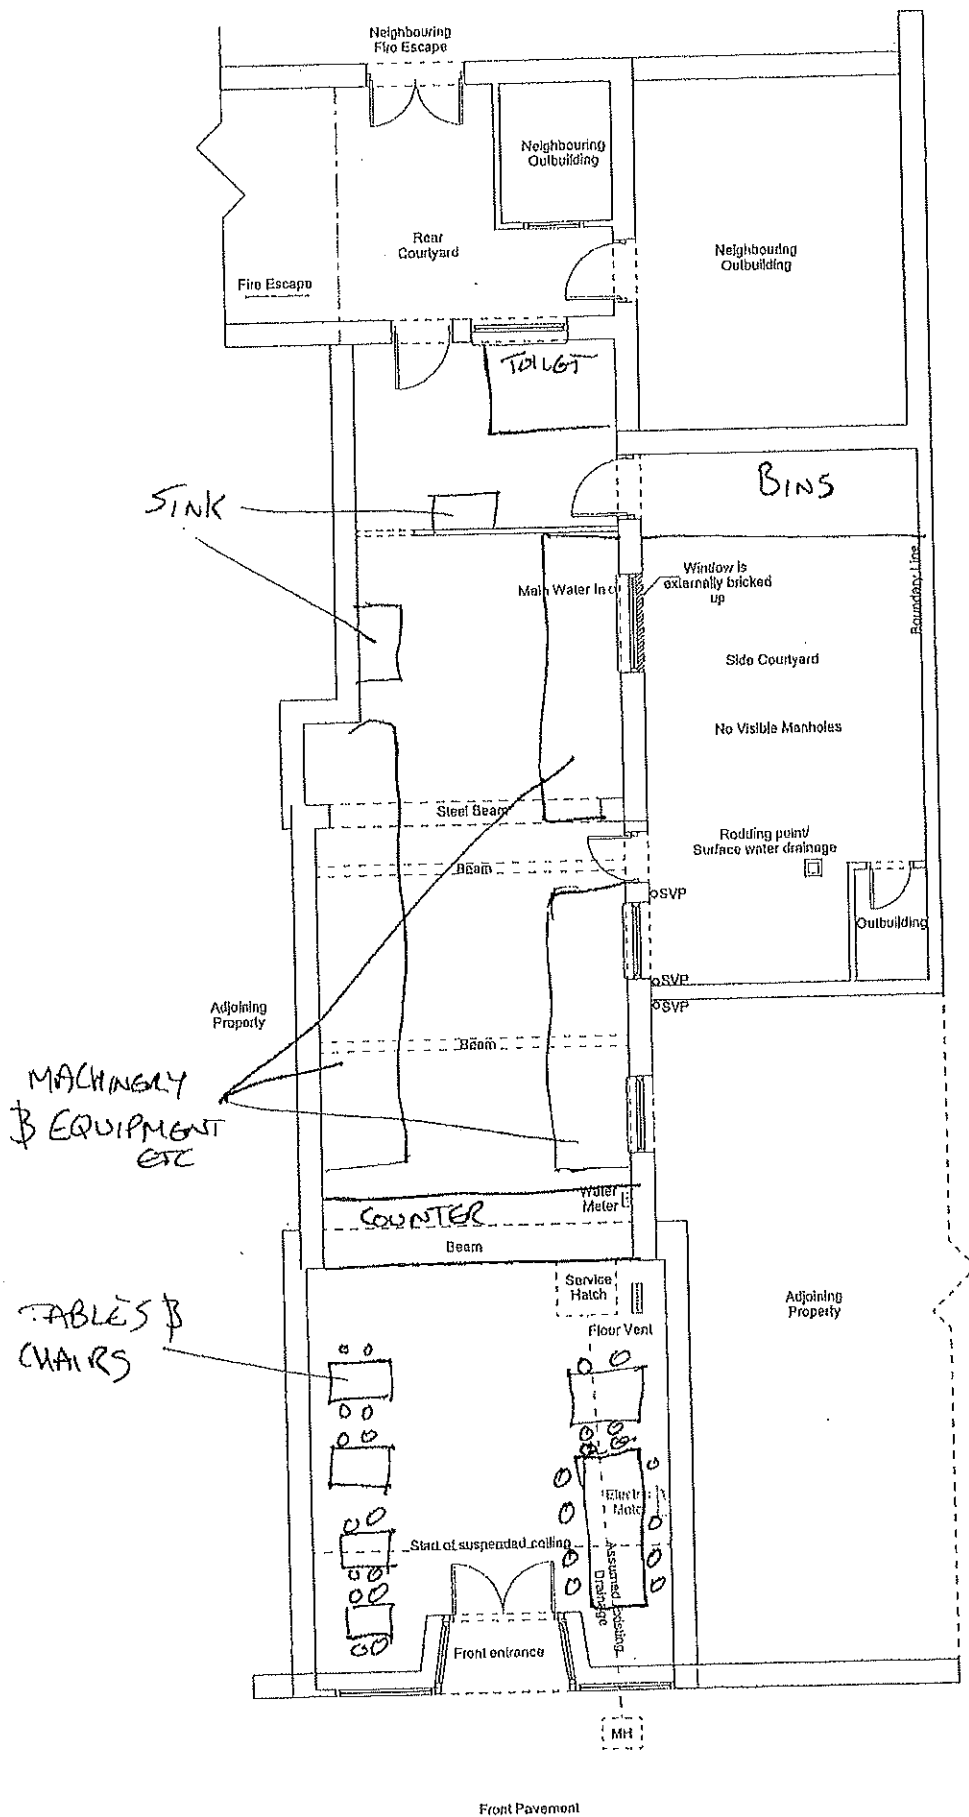 Neighbouring
Fire Escape
Neighbouring
Outbuilding
Rear
Courtyard
Neighbouring
Outbuilding
Fire Escape
TOILET
BINS
SINK
Main Water In
Window is
externally bricked
up
Boundary Line
Side Courtyard
No Visible Manholes
Steel Beam
Rodding point/
Surface water drainage
Beam
SVP
Outbuilding
SVP
SVP
Adjoining
Property
Beam
MACHINERY
& EQUIPMENT
ETC
Water
Meter
COUNTER
Beam
Service
Hatch
Adjoining
Property
TABLES &
CHAIRS
Floor Vent
Start of suspended ceiling
Assumed Existing
Drainage
Front entrance
MH
Front Pavement